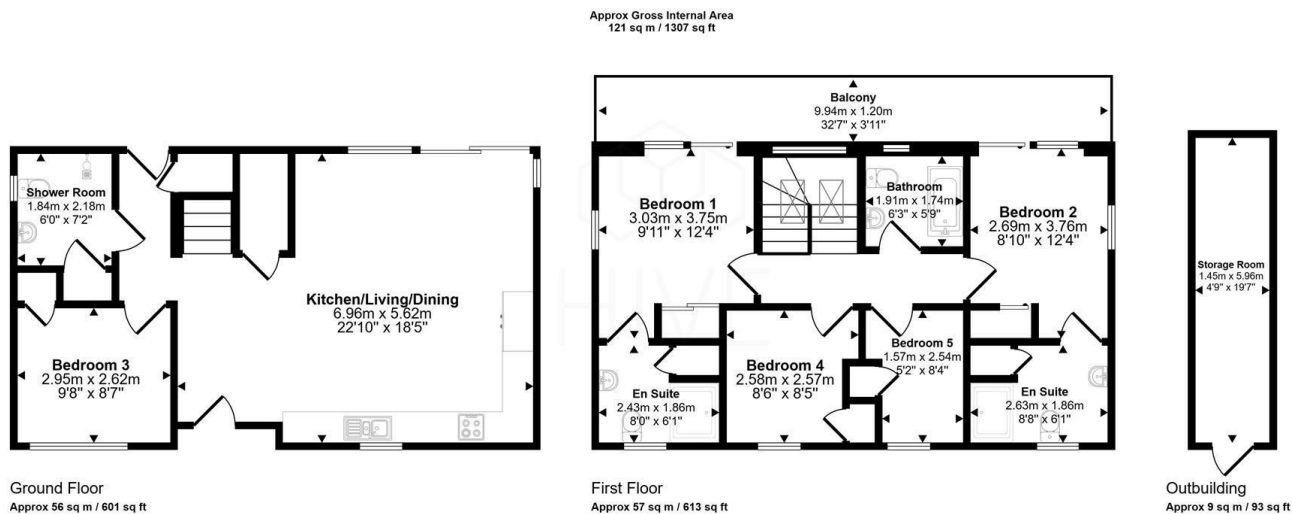 Approx Gross Internal Area
121 sq m / 1307 sq ft
Shower Room
1.84m x 2.18m
6'0" x 7'2"
Kitchen/Living/Dining
6.96m x 5.62m
22'10" x 18'5"
Bedroom 3
2.95m x 2.62m
9'8" x 8'7"
Ground Floor
Approx 56 sq m / 601 sq ft
Balcony
9.94m x 1.20m
32'7" x 3'11"
Bedroom 1
3.03m x 3.75m
9'11" x 12'4"
Bathroom
1.91m x 1.74m
6'3" x 5'9"
Bedroom 2
2.69m x 3.76m
8'10" x 12'4"
En Suite
2.43m x 1.86m
8'0" x 6'1"
Bedroom 4
2.58m x 2.57m
8'6" x 8'5"
Bedroom 5
1.57m x 2.54m
5'2" x 8'4"
En Suite
2.63m x 1.86m
8'8" x 6'1"
HIVE
First Floor
Approx 57 sq m / 613 sq ft
Storage Room
1.45m x 5.96m
4'9" x 19'7"
Outbuilding
Approx 9 sq m / 93 sq ft